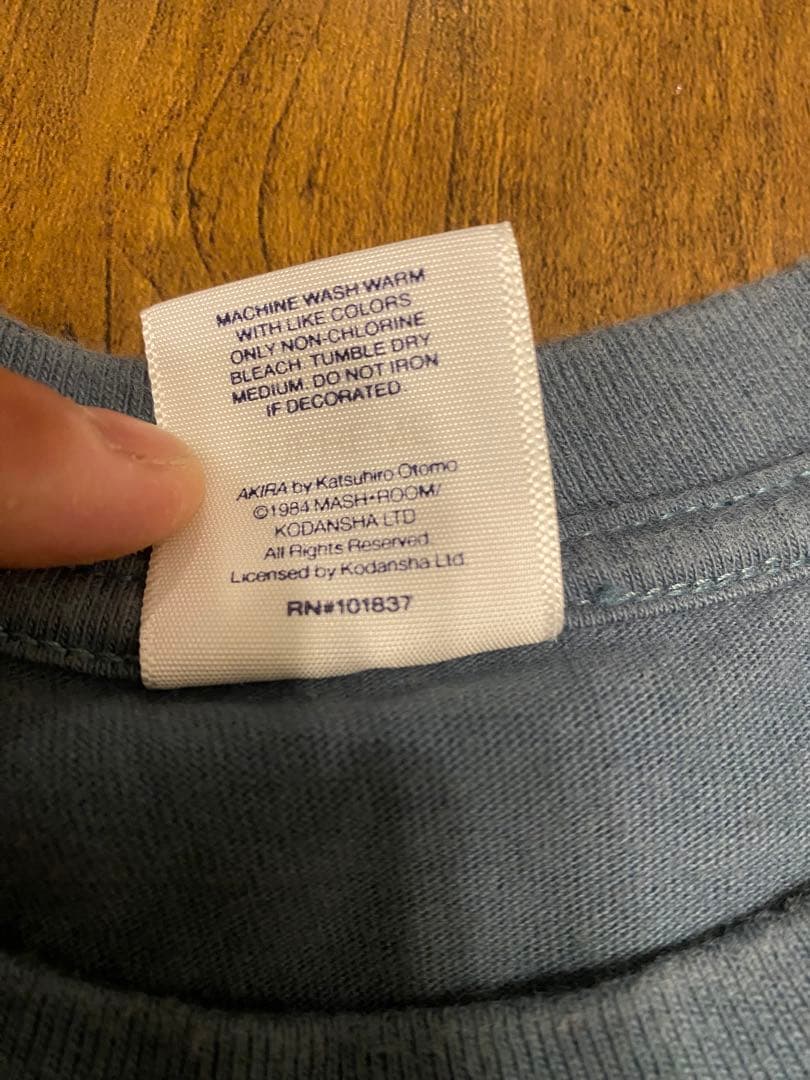 MACHINE WASH WARM
WITH LIKE COLORS
ONLY NON-CHLORINE
BLEACH. TUMBLE DRY
MEDIUM. DO NOT IRON
IF DECORATED.
AKIRA by Katsuhiro Otomo
©1984 MASH•ROOM/
KODANSHA LTD
All Rights Reserved.
Licensed by Kodansha Ltd.
RN#101837